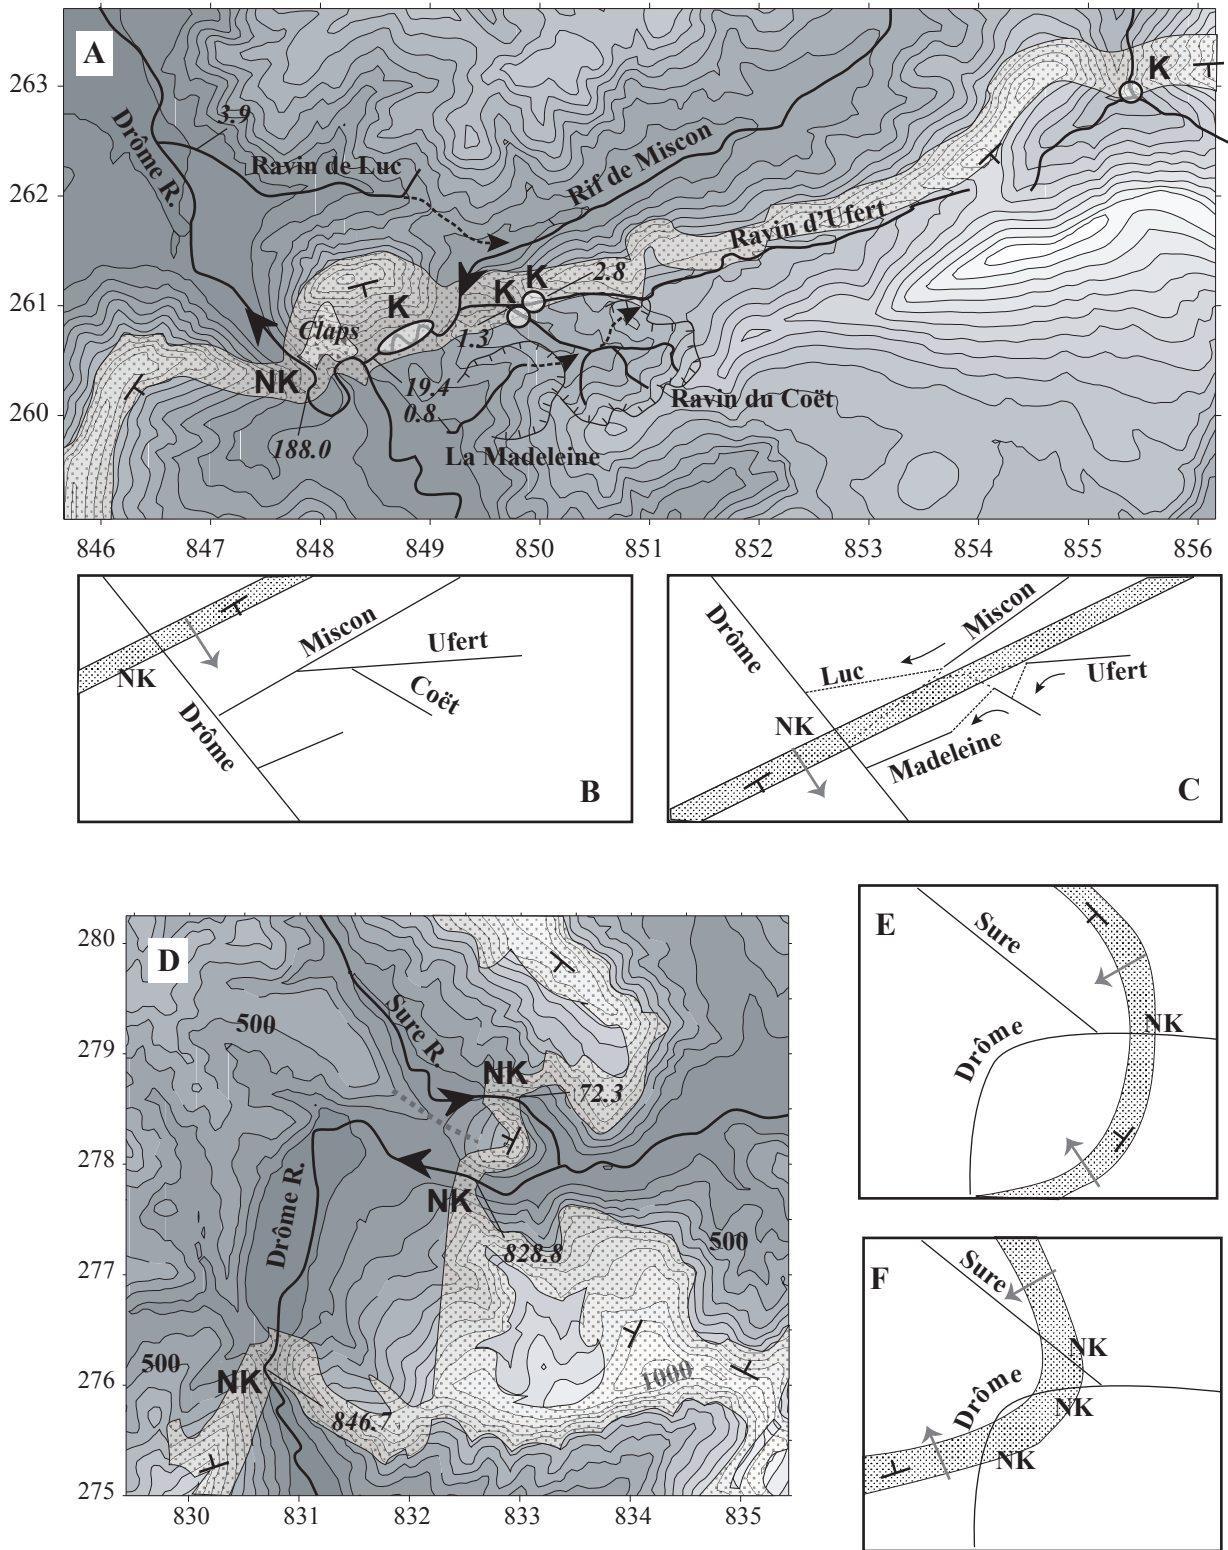 A
263
262
261
260
846 847 848 849 850 851 852 853 854 855 856
3.9
Drôme R.
Ravin de Luc
Rif de Miscon
Ravin d'Ufert
K
K
K
K
2.8
1.3
Claps
NK
19.4
0.8
188.0
La Madeleine
Ravin du Coët
Miscon
Ufert
Coët
NK
Drôme
B
Drôme
Miscon
Luc
Ufert
NK
Madeleine
C
D
280
279
278
277
276
275
830 831 832 833 834 835
500
Sure R.
NK
72.3
Drôme R.
NK
828.8
500
500
NK
846.7
1000
E
Sure
NK
Drôme
F
Sure
NK
Drôme
NK
NK